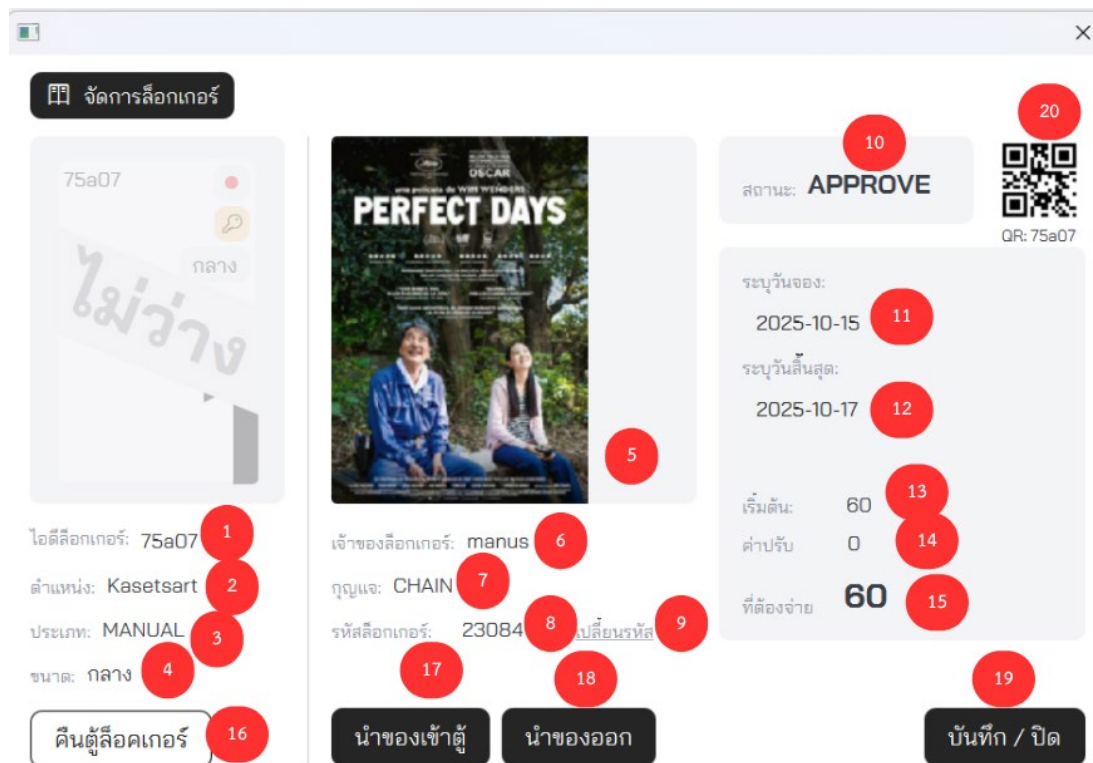 จัดการล็อกเกอร์
75a07
กลาง
ไม่ว่าง
ไอดีล็อกเกอร์: 75a07 1
ตำแหน่ง: Kasetsart 2
ประเภท: MANUAL 3
ขนาด: กลาง 4
คืนตู้ล็อคเกอร์ 16
OSCAR
una película de WIM WENDERS
PERFECT DAYS
5
เจ้าของล็อกเกอร์: manus 6
กุญแจ: CHAIN 7
รหัสล็อกเกอร์: 23084 8 เปลี่ยนรหัส 9
17 18
นำของเข้าตู้ นำของออก
10
สถานะ: APPROVE
20
QR: 75a07
ระบุวันจอง:
2025-10-15 11
ระบุวันสิ้นสุด:
2025-10-17 12
เริ่มต้น: 60 13
ค่าปรับ 0 14
ที่ต้องจ่าย 60 15
19
บันทึก / ปิด